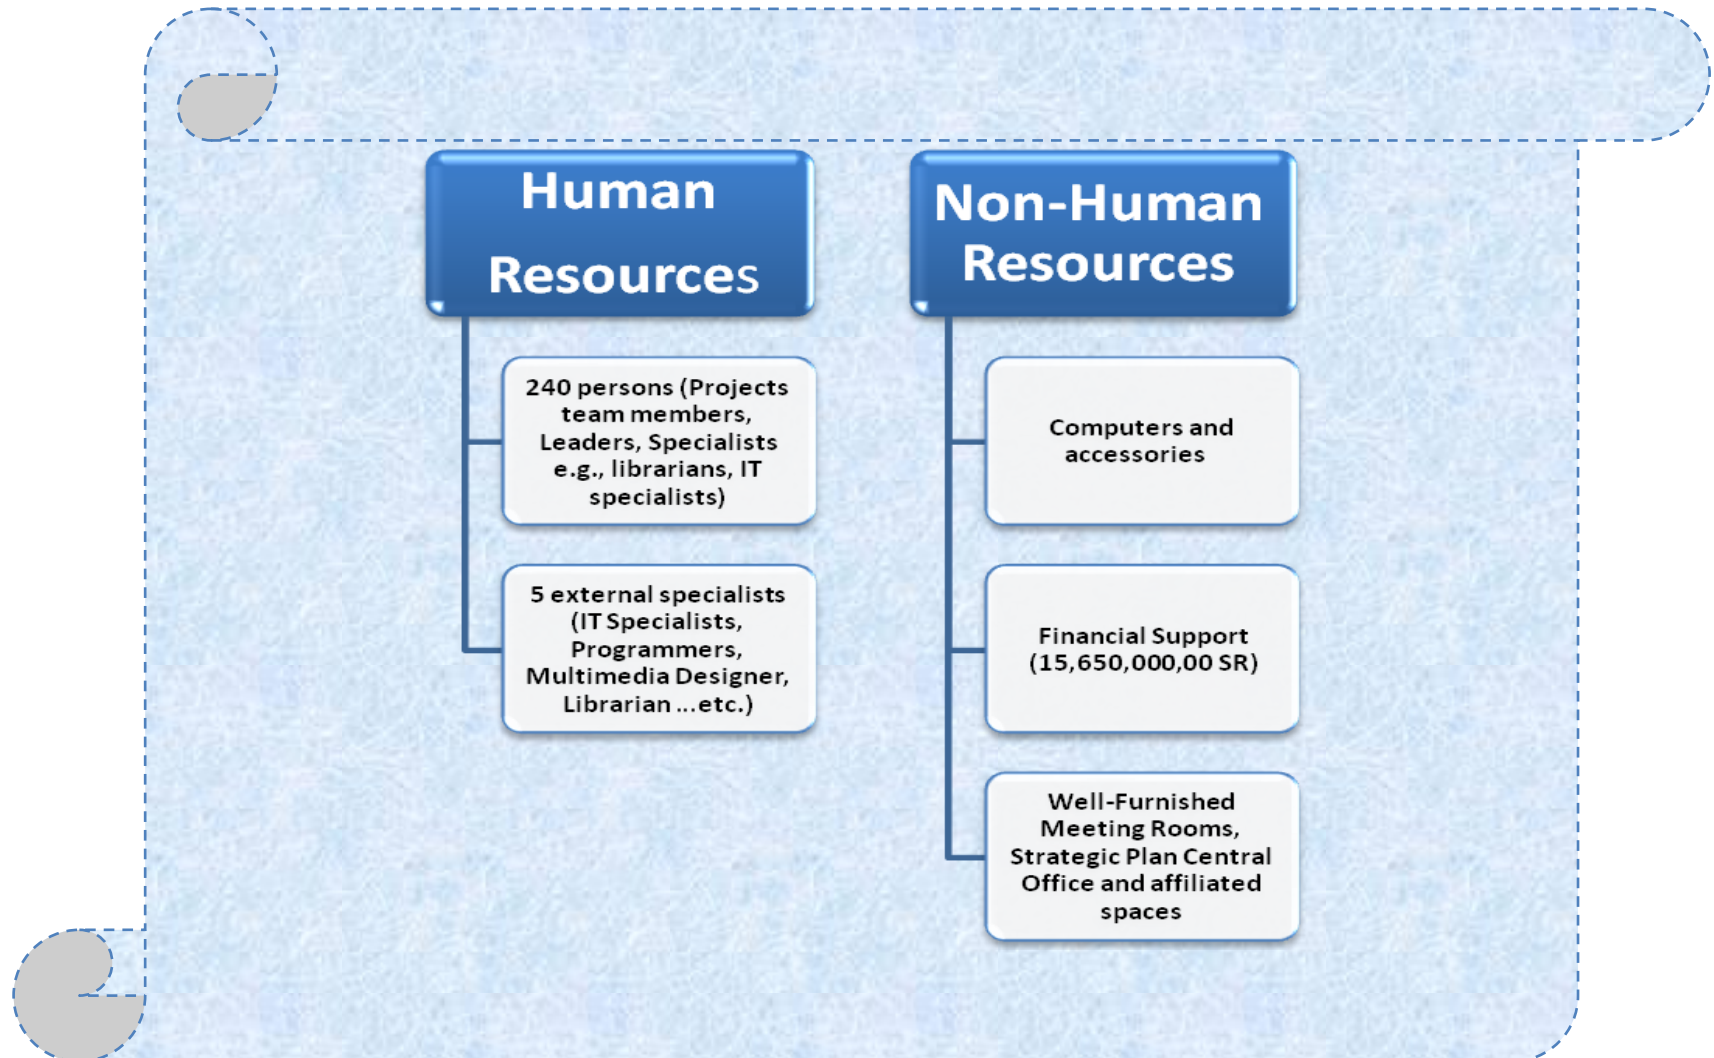 Human
Resources
240 persons (Projects
team members,
Leaders, Specialists
e.g., librarians, IT
specialists)
5 external specialists
(IT Specialists,
Programmers,
Multimedia Designer,
Librarian ...etc.)
Non-Human
Resources
Computers and
accessories
Financial Support
(15,650,000,00 SR)
Well-Furnished
Meeting Rooms,
Strategic Plan Central
Office and affiliated
spaces